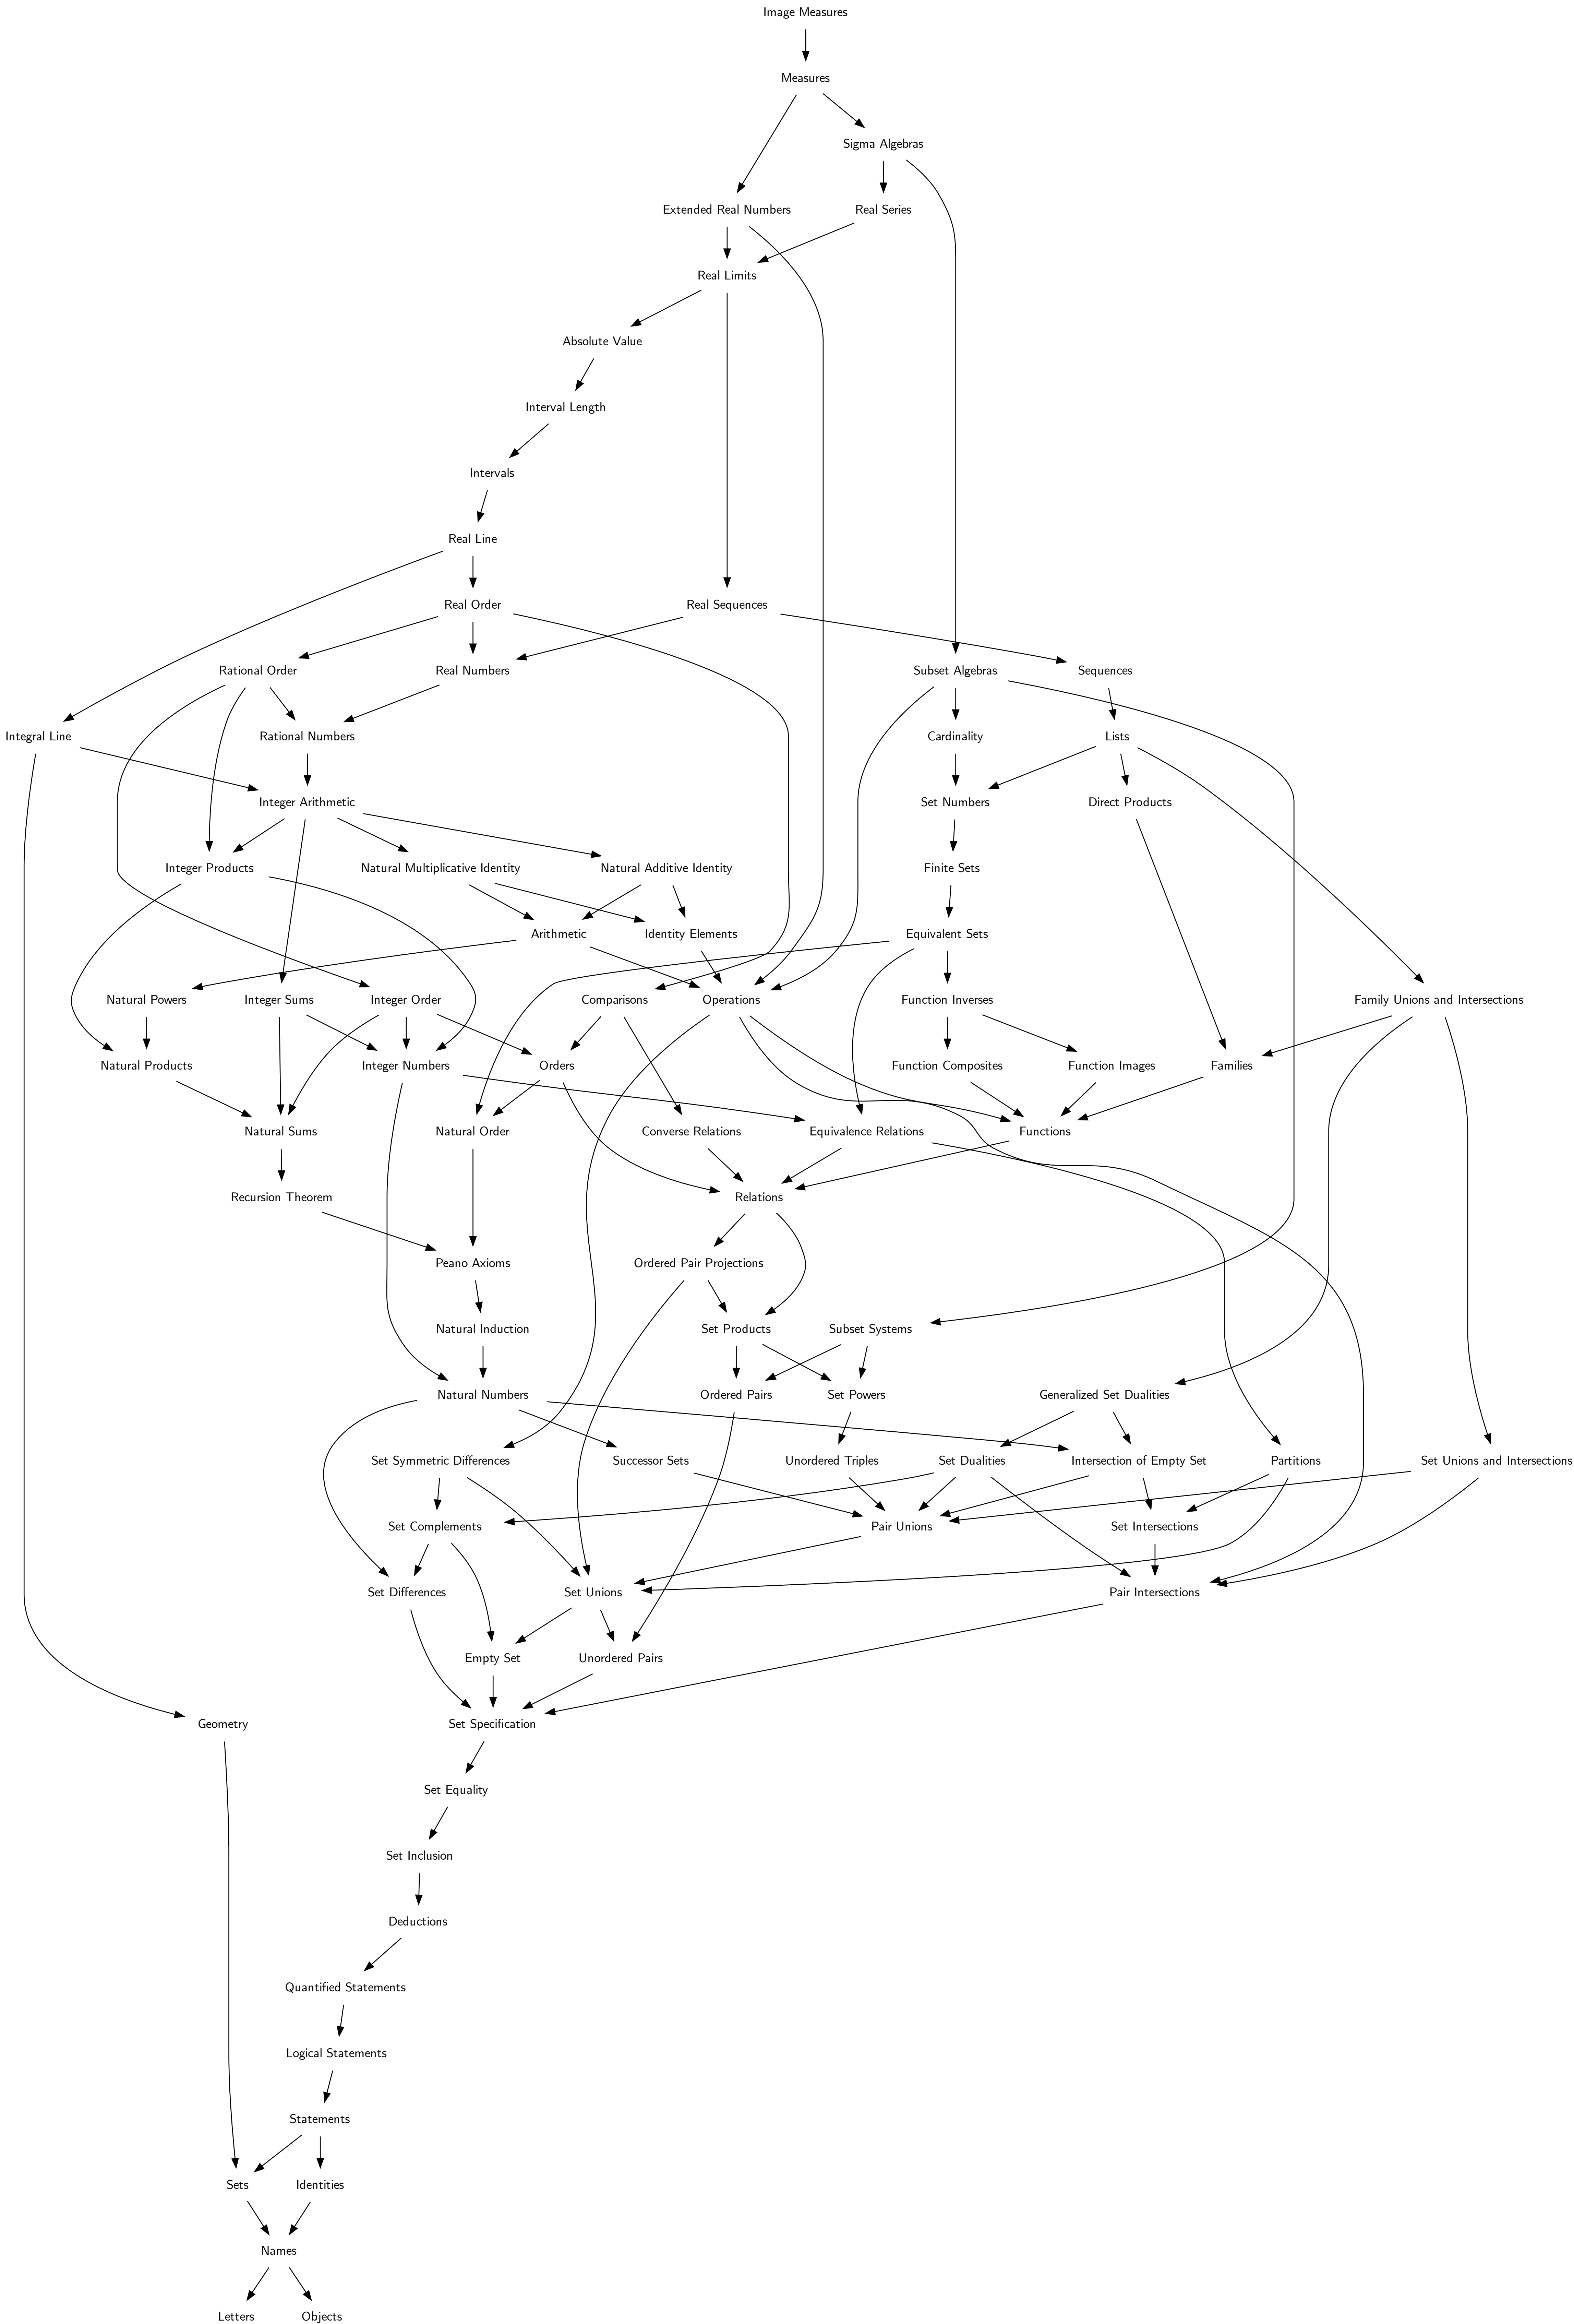 Image Measures
Measures
Sigma Algebras
Extended Real Numbers
Real Series
Real Limits
Absolute Value
Interval Length
Intervals
Real Line
Real Order
Real Sequences
Rational Order
Real Numbers
Subset Algebras
Sequences
Integral Line
Rational Numbers
Cardinality
Lists
Integer Arithmetic
Set Numbers
Direct Products
Integer Products
Natural Multiplicative Identity
Natural Additive Identity
Finite Sets
Arithmetic
Identity Elements
Equivalent Sets
Natural Powers
Integer Sums
Integer Order
Comparisons
Operations
Function Inverses
Family Unions and Intersections
Natural Products
Integer Numbers
Orders
Function Composites
Function Images
Families
Natural Sums
Natural Order
Converse Relations
Equivalence Relations
Functions
Recursion Theorem
Relations
Peano Axioms
Ordered Pair Projections
Natural Induction
Set Products
Subset Systems
Natural Numbers
Ordered Pairs
Set Powers
Generalized Set Dualities
Set Symmetric Differences
Successor Sets
Unordered Triples
Set Dualities
Intersection of Empty Set
Partitions
Set Unions and Intersections
Set Complements
Pair Unions
Set Intersections
Set Differences
Set Unions
Pair Intersections
Empty Set
Unordered Pairs
Geometry
Set Specification
Set Equality
Set Inclusion
Deductions
Quantified Statements
Logical Statements
Statements
Sets
Identities
Names
Letters
Objects